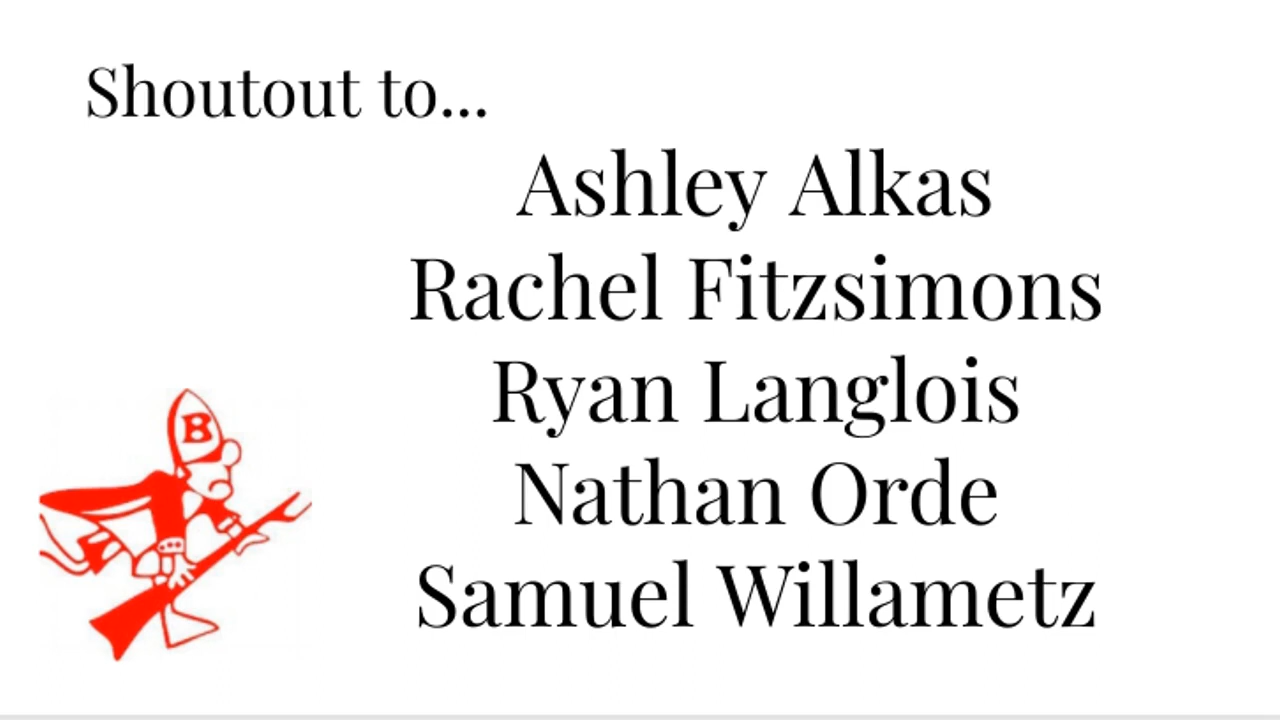 Shoutout to...
Ashley Alkas
Rachel Fitzsimons
Ryan Langlois
Nathan Orde
Samuel Willametz
B